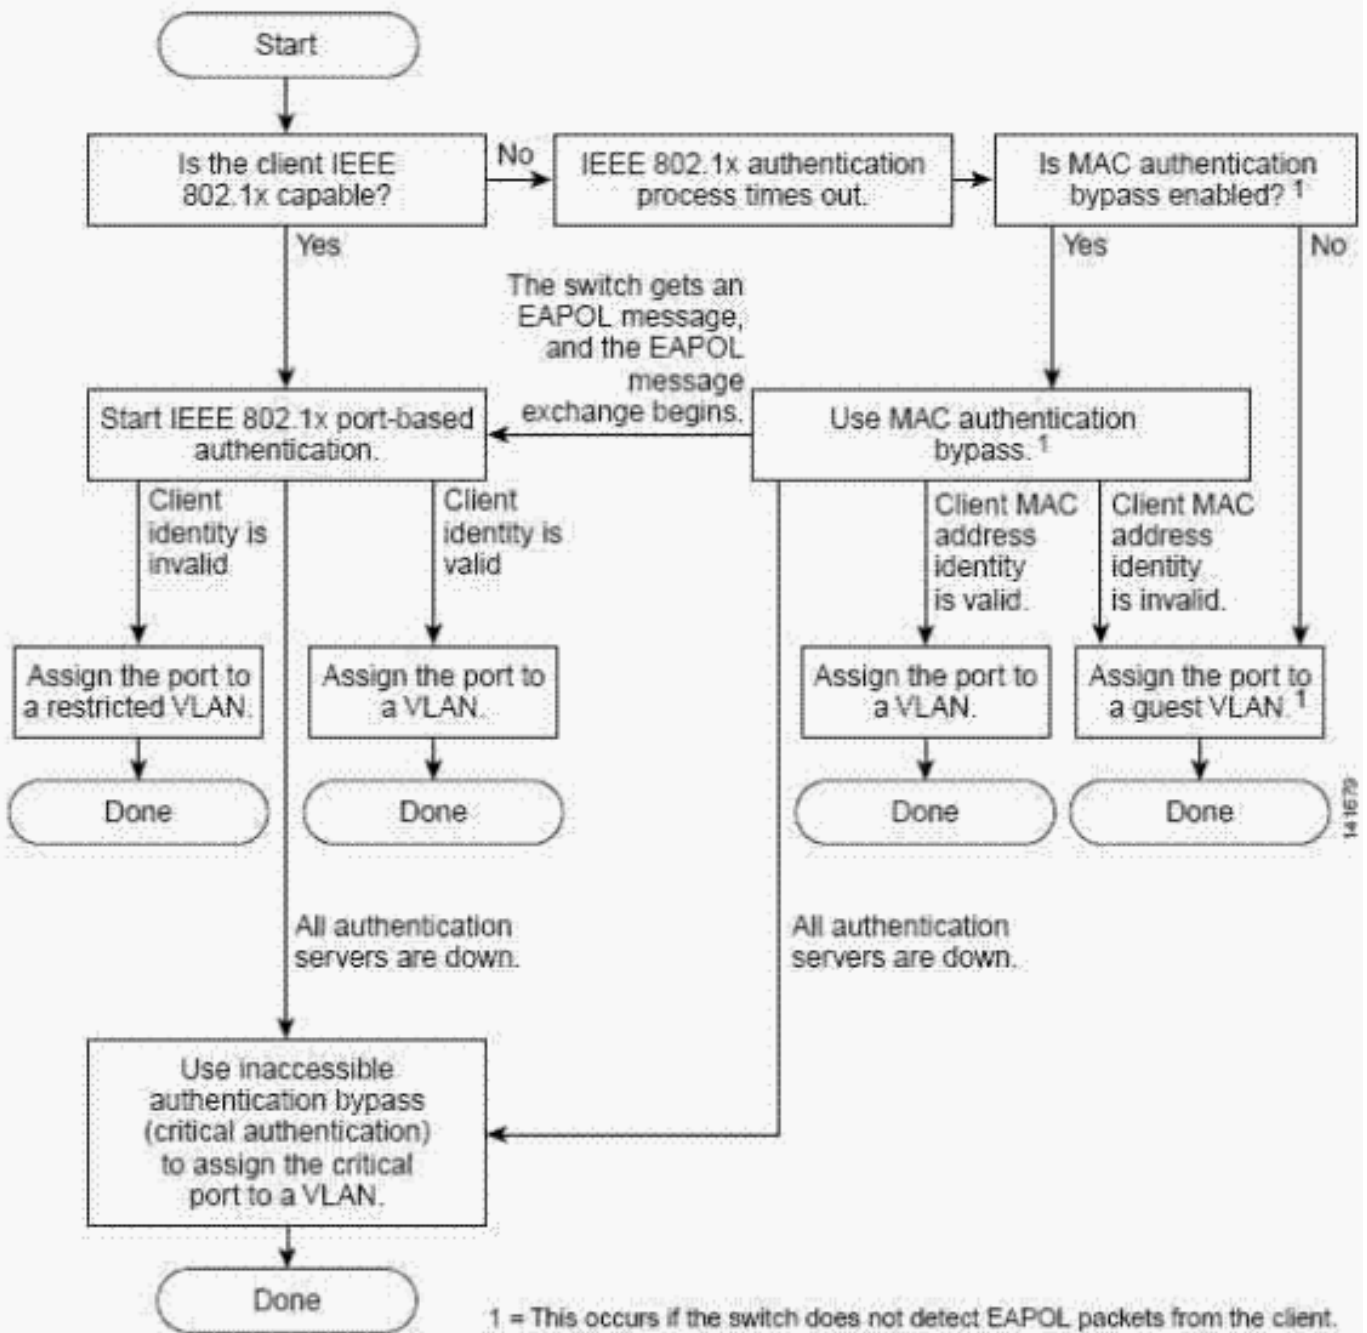 Start
Is the client IEEE
802.1x capable?
No
IEEE 802.1x authentication
process times out.
Is MAC authentication
bypass enabled? 1
Yes
Yes
No
The switch gets an
EAPOL message,
and the EAPOL
message
exchange begins.
Start IEEE 802.1x port-based
authentication.
Use MAC authentication
bypass. 1
Client
identity is
invalid
Client
identity is
valid
Client MAC
address
identity
is valid.
Client MAC
address
identity
is invalid.
Assign the port to
a restricted VLAN.
Assign the port to
a VLAN.
Assign the port to
a VLAN.
Assign the port to
a guest VLAN. 1
Done
Done
Done
Done
141679
All authentication
servers are down.
All authentication
servers are down.
Use inaccessible
authentication bypass
(critical authentication)
to assign the critical
port to a VLAN.
Done
1 = This occurs if the switch does not detect EAPOL packets from the client.